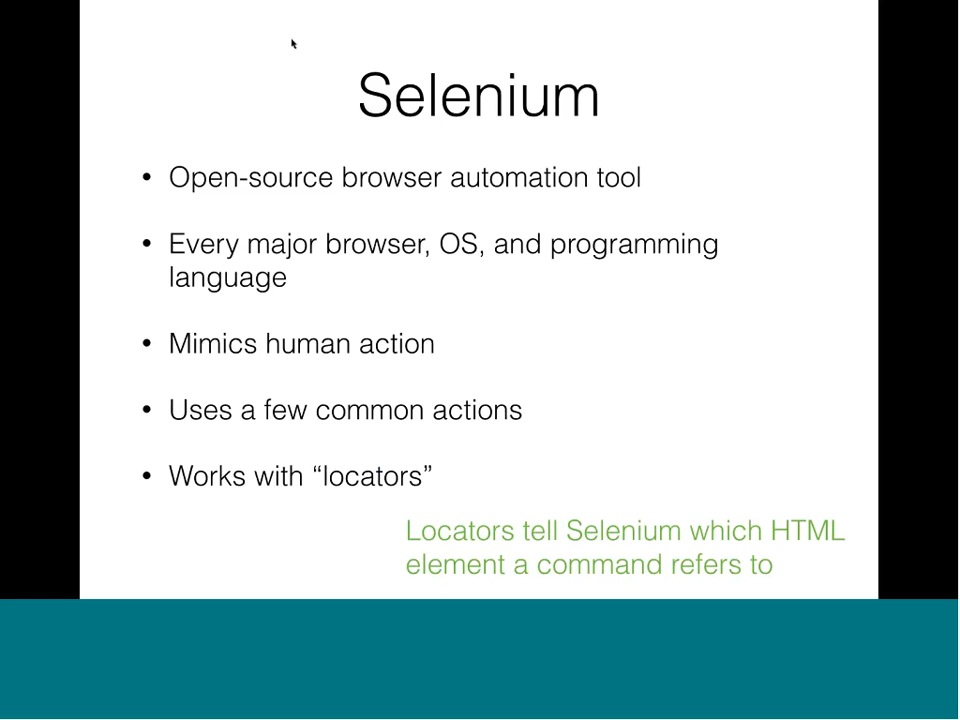 Selenium
• Open-source browser automation tool
• Every major browser, OS, and programming
language
• Mimics human action
• Uses a few common actions
• Works with “locators”
Locators tell Selenium which HTML
element a command refers to